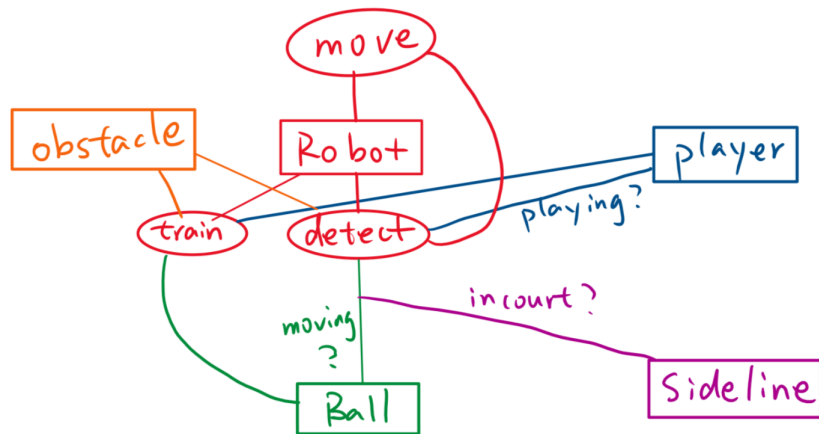 move
obstacle
Robot
player
train
detect
playing?
incourt?
moving
?
Sideline
Ball